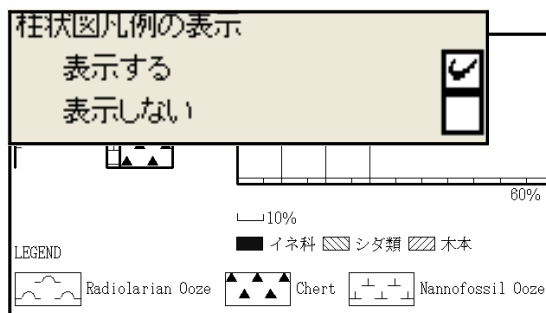 柱状図凡例の表示
表示する
表示しない
60%
10%
イネ科 シダ類 木本
LEGEND
Radiolarian Ooze Chert Nannofossil Ooze